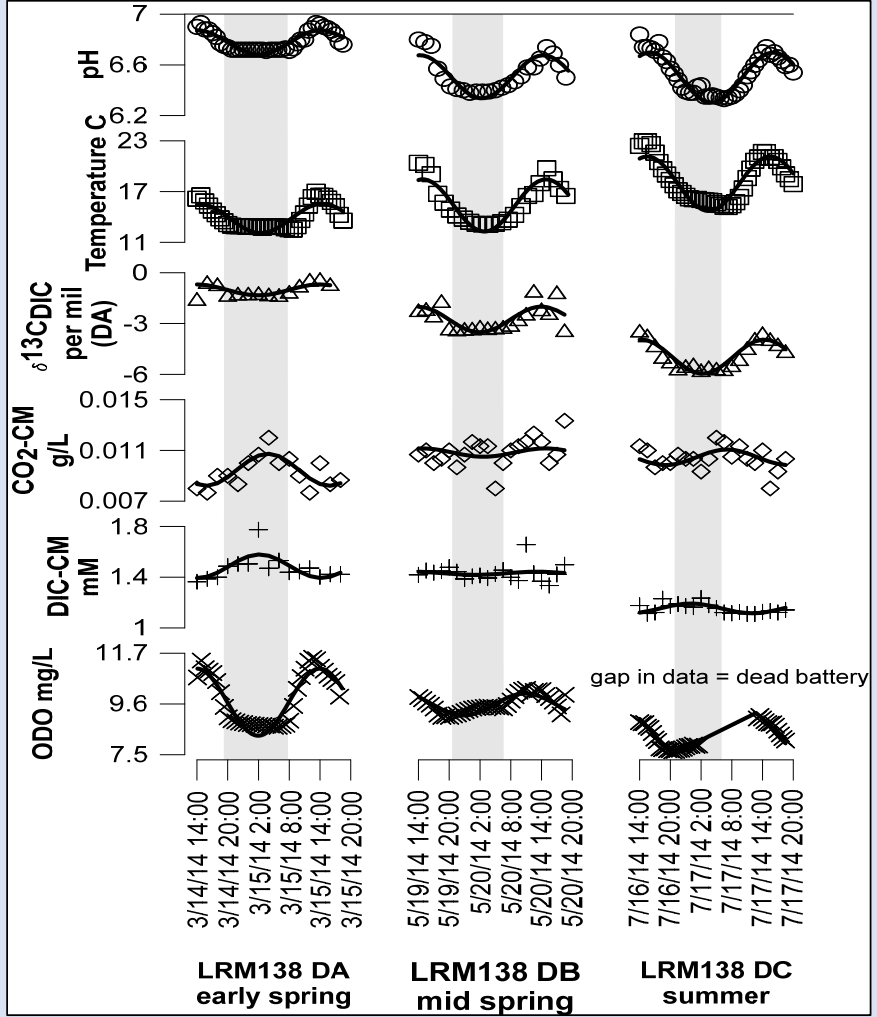 7
6.6
6.2
pH
23
17
11
Temperature C
0
-3
-6
δ13CDIC
per mil
(DA)
0.015
0.011
0.007
CO2-CM
g/L
1.8
1.4
1
DIC-CM
mM
11.7
9.6
7.5
ODO mg/L
gap in data = dead battery
3/14/14 14:00
3/14/14 20:00
3/15/14 2:00
3/15/14 8:00
3/15/14 14:00
3/15/14 20:00
5/19/14 14:00
5/19/14 20:00
5/20/14 2:00
5/20/14 8:00
5/20/14 14:00
5/20/14 20:00
7/16/14 14:00
7/16/14 20:00
7/17/14 2:00
7/17/14 8:00
7/17/14 14:00
7/17/14 20:00
LRM138 DA
early spring
LRM138 DB
mid spring
LRM138 DC
summer